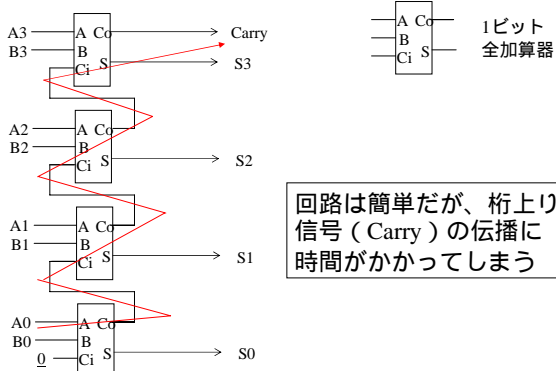 A3 A Co Carry
B3 B
Ci S S3
A2 A Co
B2 B
Ci S S2
A1 A Co
B1 B
Ci S S1
A0 A Co
B0 B
0 Ci S S0
A Co 1ビット
B 全加算器
Ci S
回路は簡単だが、桁上り
信号（Carry）の伝播に
時間がかかってしまう